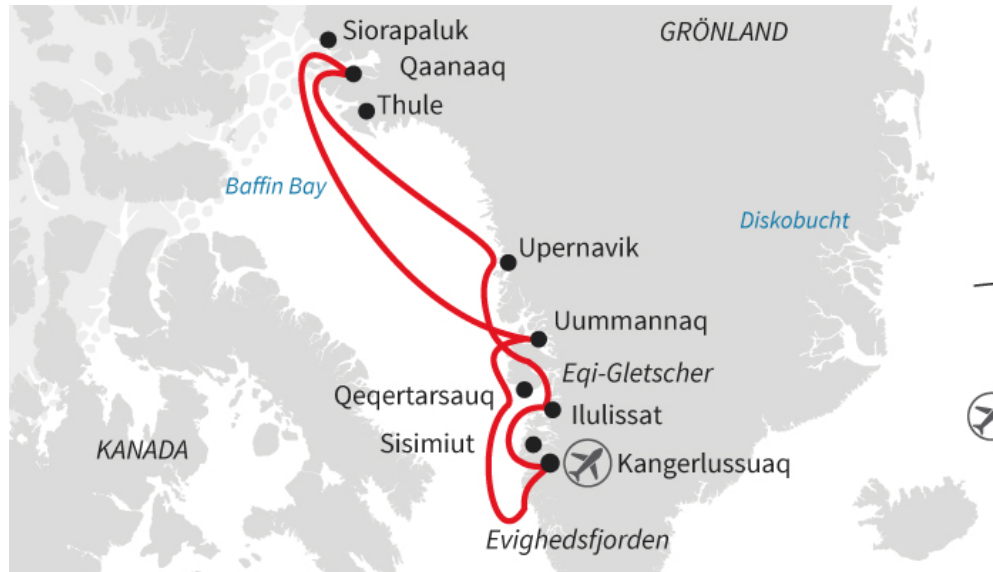 Siorapaluk
GRÖNLAND
Qaanaaq
Thule
Baffin Bay
Diskobucht
Upernavik
Uummannaq
Eqi-Gletscher
Qeqertarsauq
Ilulissat
Sisimiut
KANADA
Kangerlussuaq
Evighedsfjorden